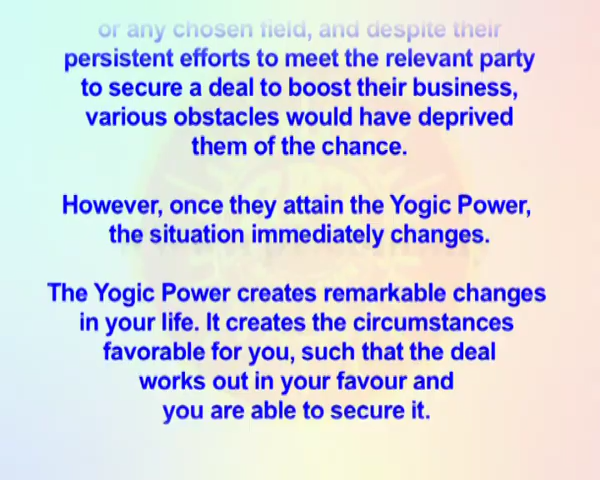 or any chosen field, and despite their
persistent efforts to meet the relevant party
to secure a deal to boost their business,
various obstacles would have deprived
them of the chance.
However, once they attain the Yogic Power,
the situation immediately changes.
The Yogic Power creates remarkable changes
in your life. It creates the circumstances
favorable for you, such that the deal
works out in your favour and
you are able to secure it.